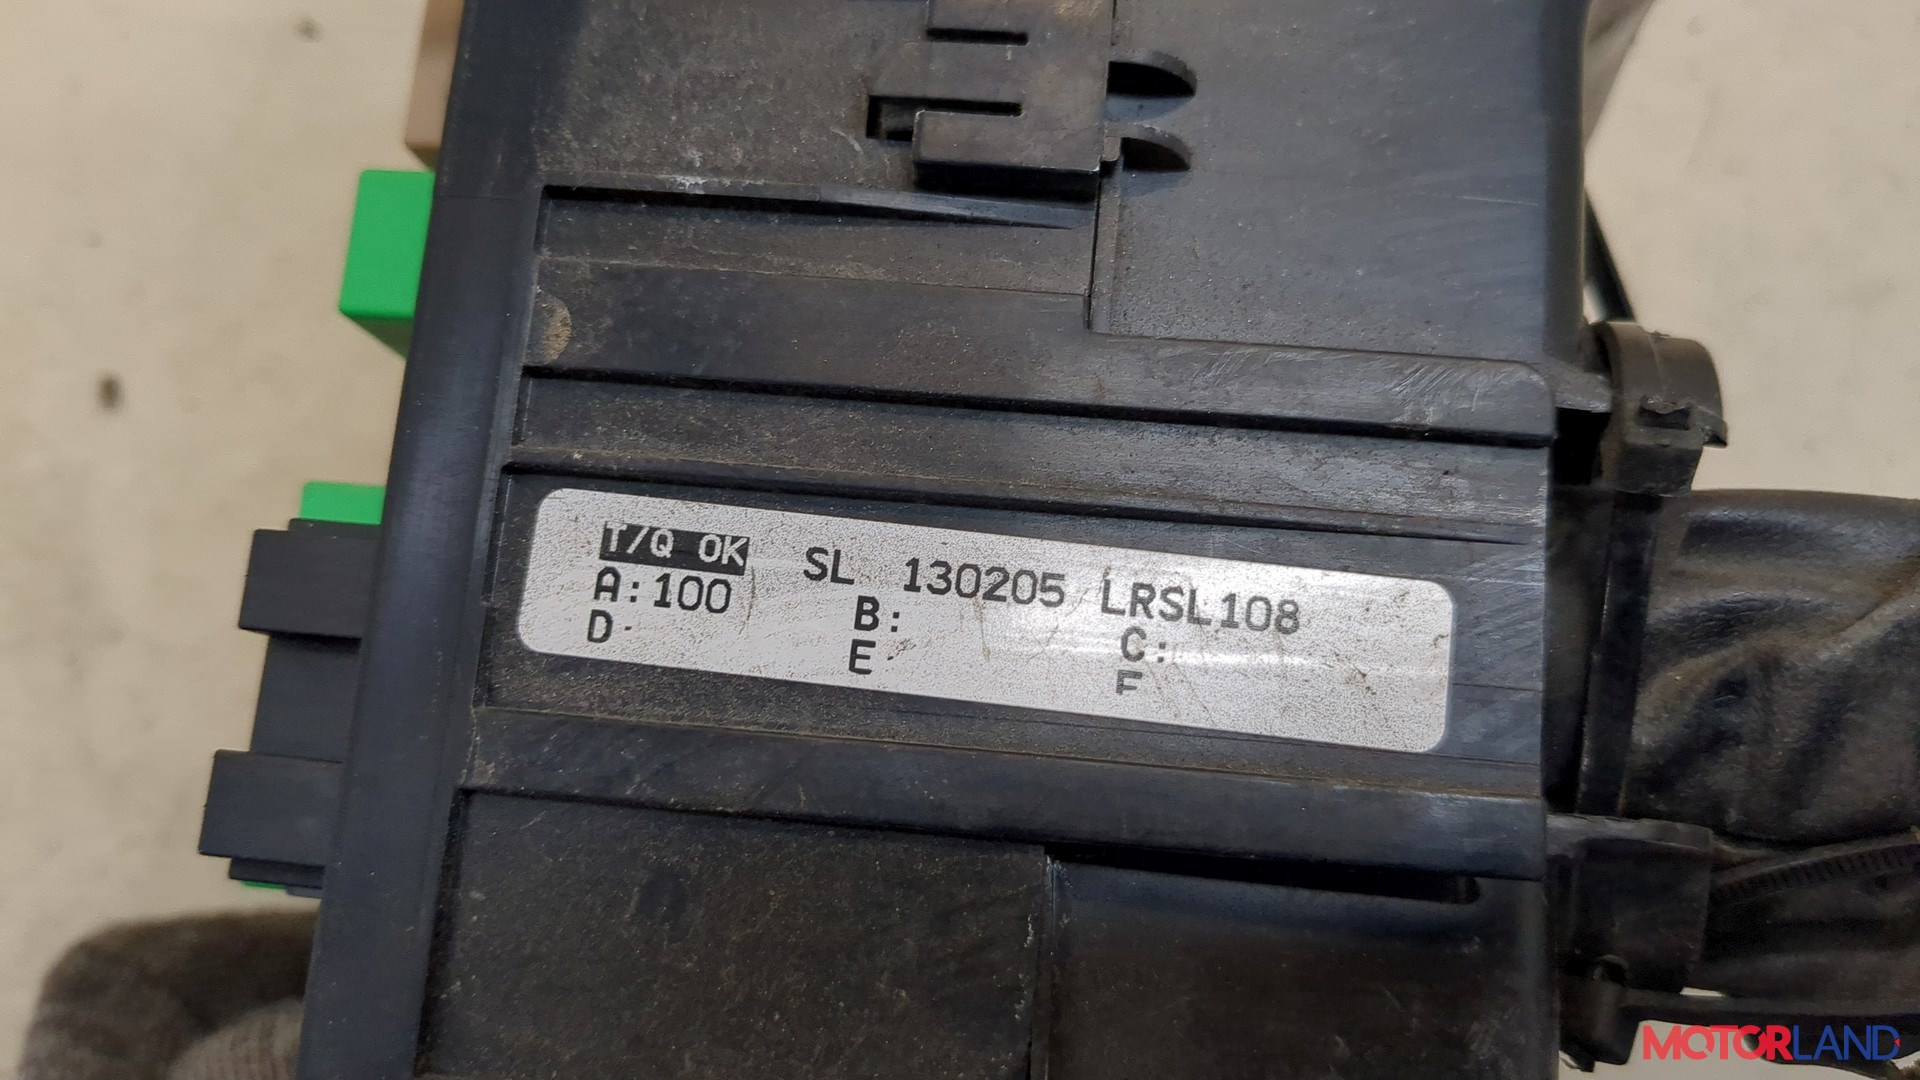 T/Q OK SL 130205 LRSL108
A:100 B: C:
D E F
MOTORLAND